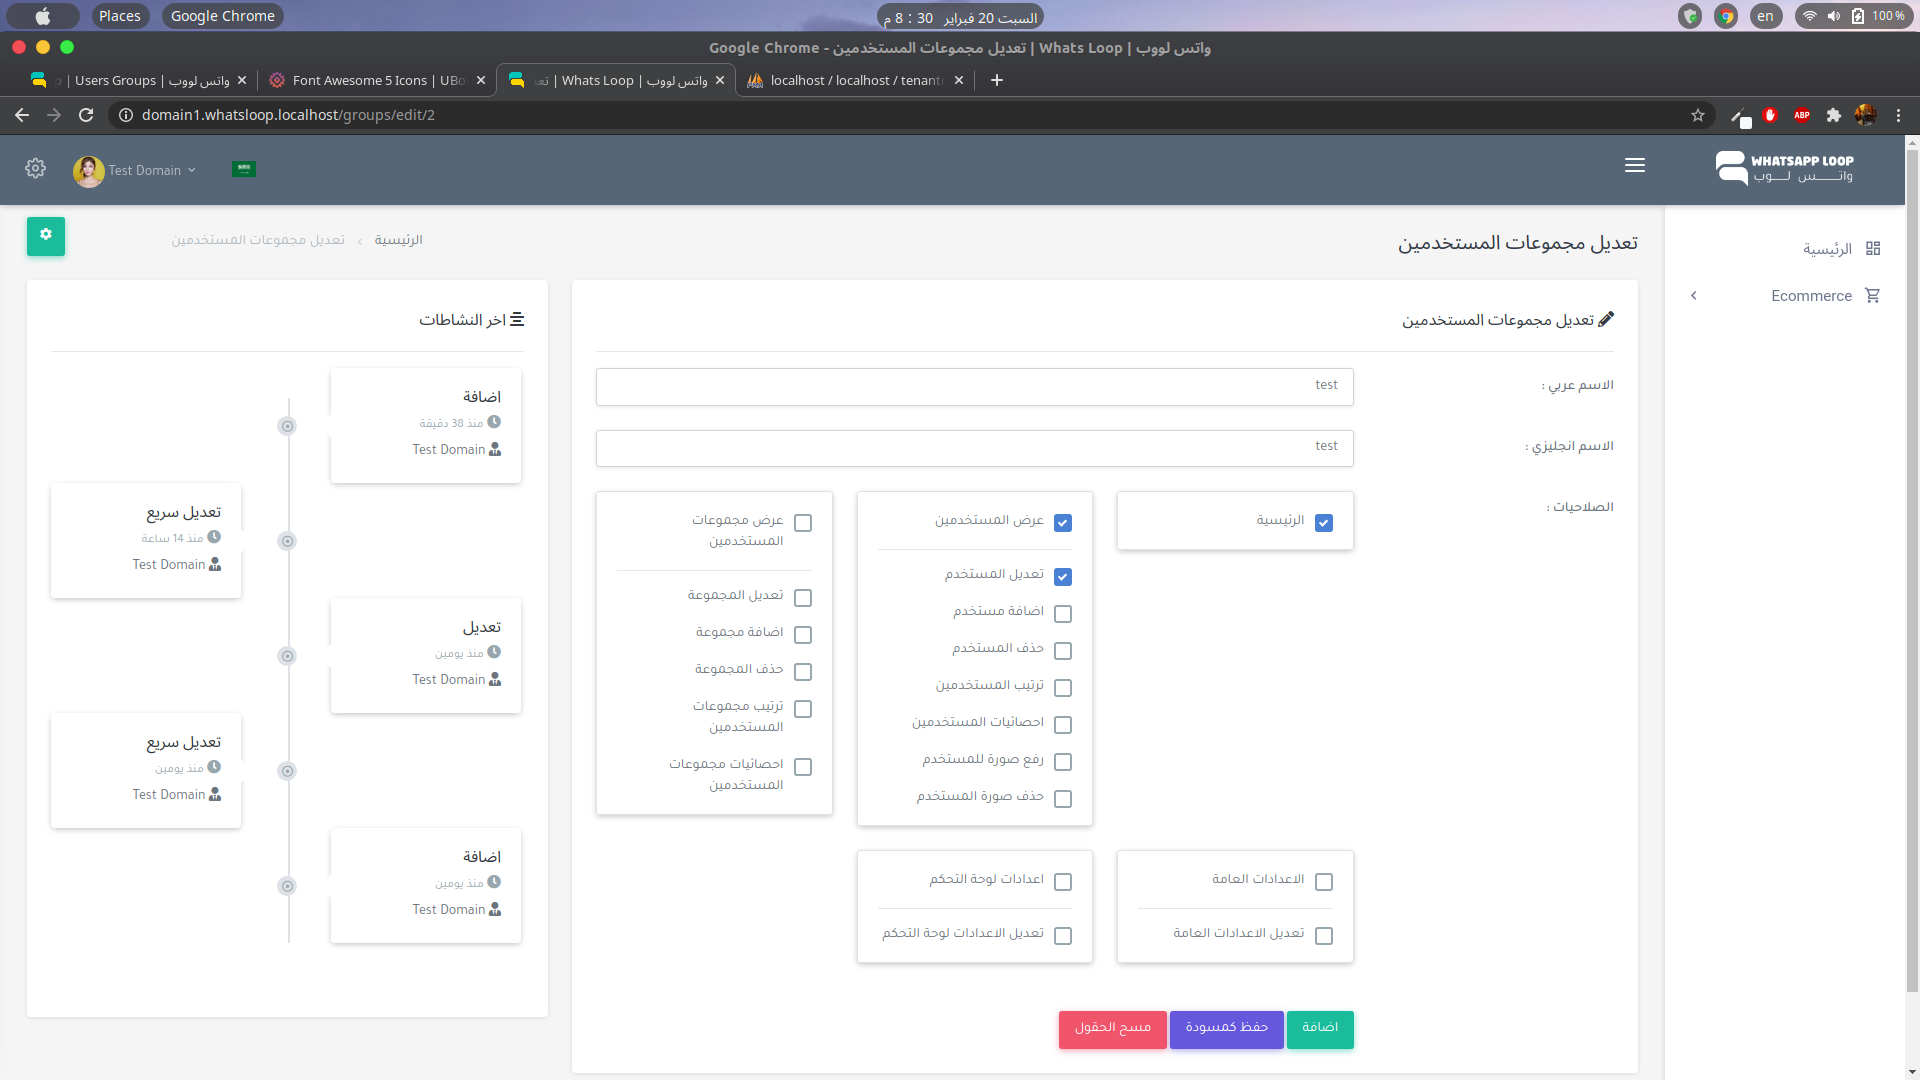 Places
Google Chrome
السبت 20 فبراير 30 : 8 م
en
100 %
واتس لووب | Whats Loop | تعديل مجموعات المستخدمين - Google Chrome
| Users Groups | واتس لووب
Font Awesome 5 Icons | UBo
| Whats Loop | واتس لووب
localhost / localhost / tenant
domain1.whatsloop.localhost/groups/edit/2
ABP
Test Domain
WHATSAPP LOOP
واتــس لــوب
الرئيسية
Ecommerce
تعديل مجموعات المستخدمين
الرئيسية
تعديل مجموعات المستخدمين
تعديل مجموعات المستخدمين
الاسم عربي :
test
الاسم انجليزي :
test
الصلاحيات :
الرئيسية
عرض المستخدمين
تعديل المستخدم
اضافة مستخدم
حذف المستخدم
ترتيب المستخدمين
احصائيات المستخدمين
رفع صورة للمستخدم
حذف صورة المستخدم
عرض مجموعات
المستخدمين
تعديل المجموعة
اضافة مجموعة
حذف المجموعة
ترتيب مجموعات
المستخدمين
احصائيات مجموعات
المستخدمين
الاعدادات العامة
تعديل الاعدادات العامة
اعدادات لوحة التحكم
تعديل الاعدادات لوحة التحكم
اضافة
حفظ كمسودة
مسح الحقول
اخر النشاطات
اضافة
منذ 38 دقيقة
Test Domain
تعديل سريع
منذ 14 ساعة
Test Domain
تعديل
منذ يومين
Test Domain
تعديل سريع
منذ يومين
Test Domain
اضافة
منذ يومين
Test Domain